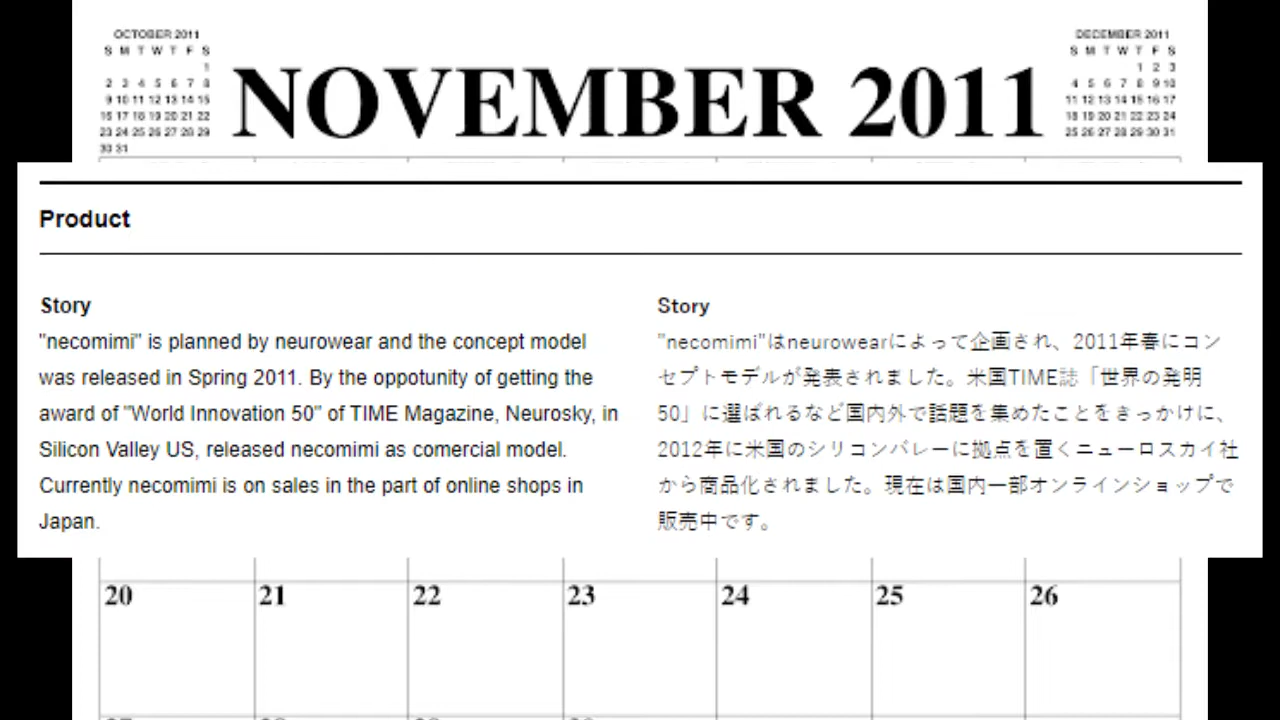 OCTOBER 2011
S M T W T F S
1
2 3 4 5 6 7 8
9 10 11 12 13 14 15
16 17 18 19 20 21 22
23 24 25 26 27 28 29
30 31
NOVEMBER 2011
DECEMBER 2011
S M T W T F S
1 2 3
4 5 6 7 8 9 10
11 12 13 14 15 16 17
18 19 20 21 22 23 24
25 26 27 28 29 30 31
Product
Story
"necomimi" is planned by neurowear and the concept model
was released in Spring 2011. By the oppotunity of getting the
award of "World Innovation 50" of TIME Magazine, Neurosky, in
Silicon Valley US, released necomimi as comercial model.
Currently necomimi is on sales in the part of online shops in
Japan.
Story
"necomimi"はneurowearによって企画され、2011年春にコン
セプトモデルが発表されました。米国TIME誌「世界の発明
50」に選ばれるなど国内外で話題を集めたことをきっかけに、
2012年に米国のシリコンバレーに拠点を置くニューロスカイ社
から商品化されました。現在は国内一部オンラインショップで
販売中です。
20 21 22 23 24 25 26